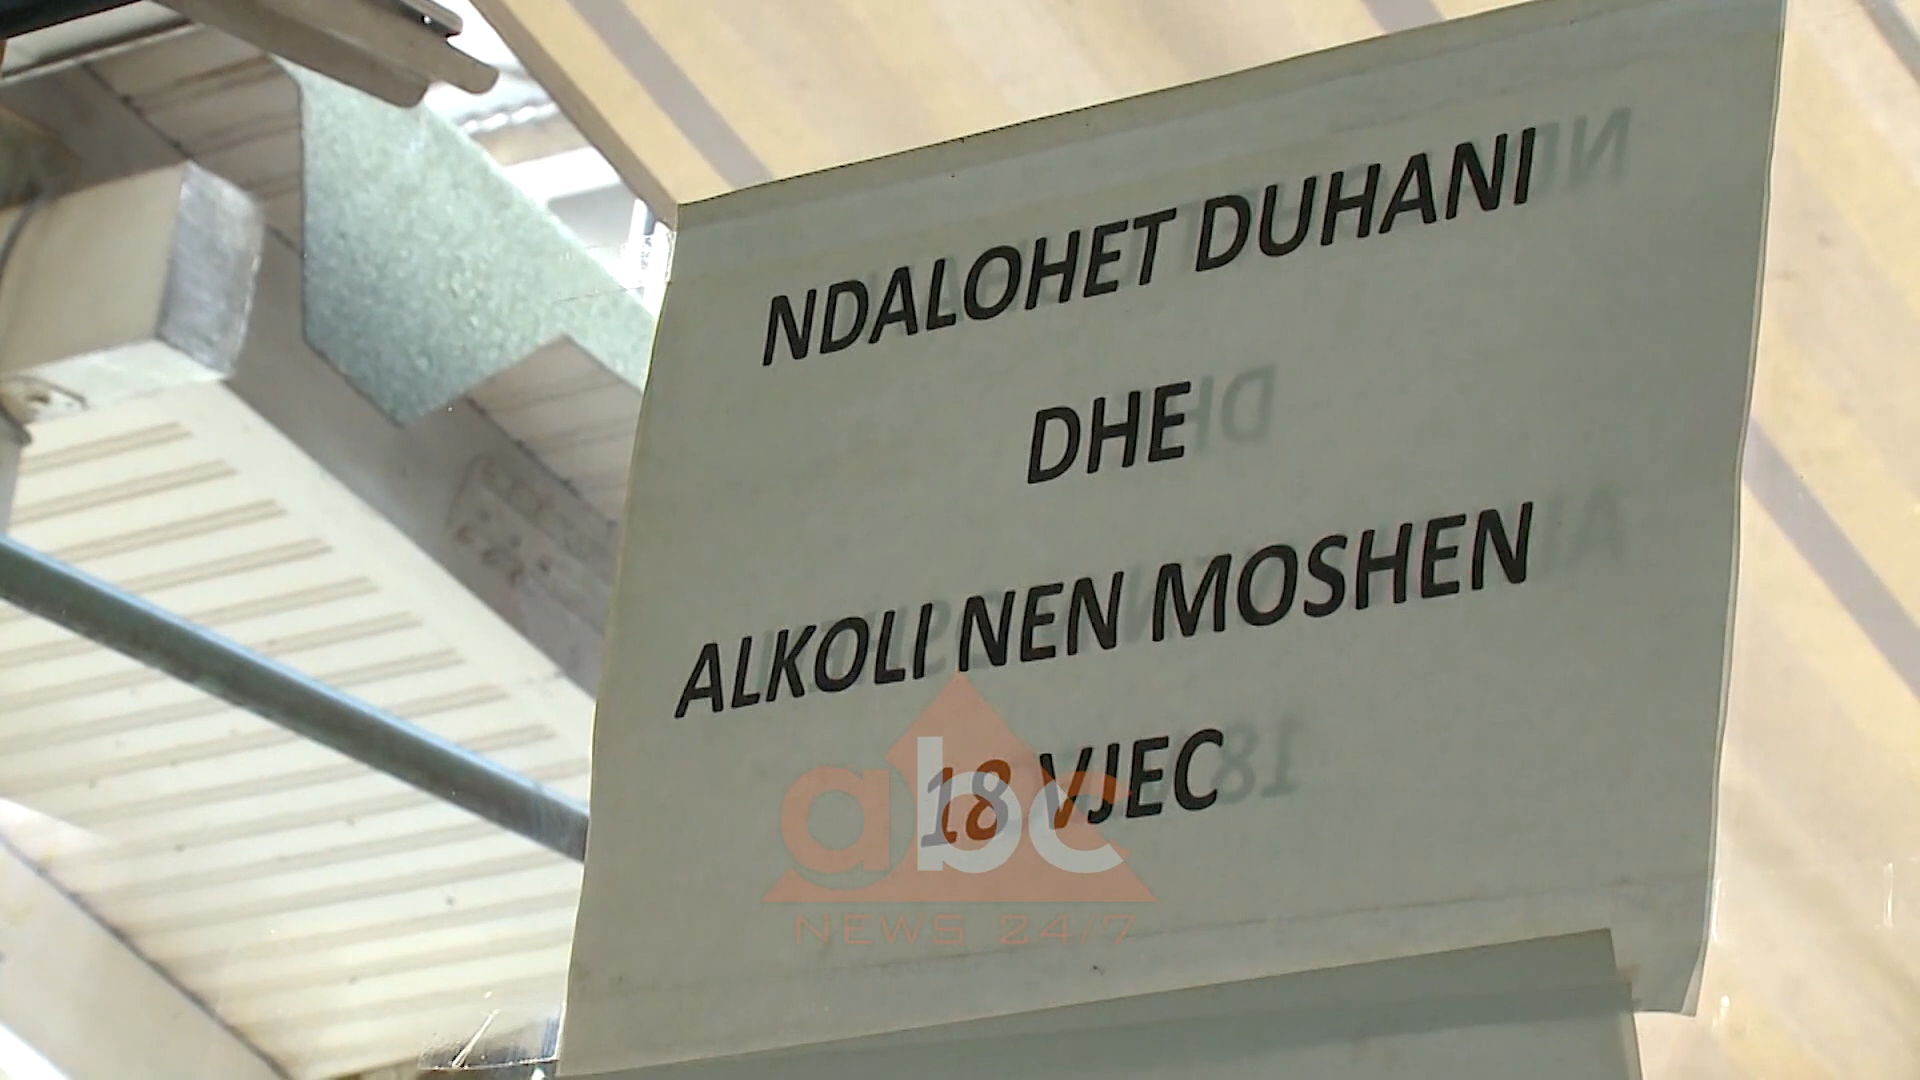 NDALOHET DUHANI
DHE
ALKOLI NEN MOSHEN
18 VJEC
abc
NEWS 24/7